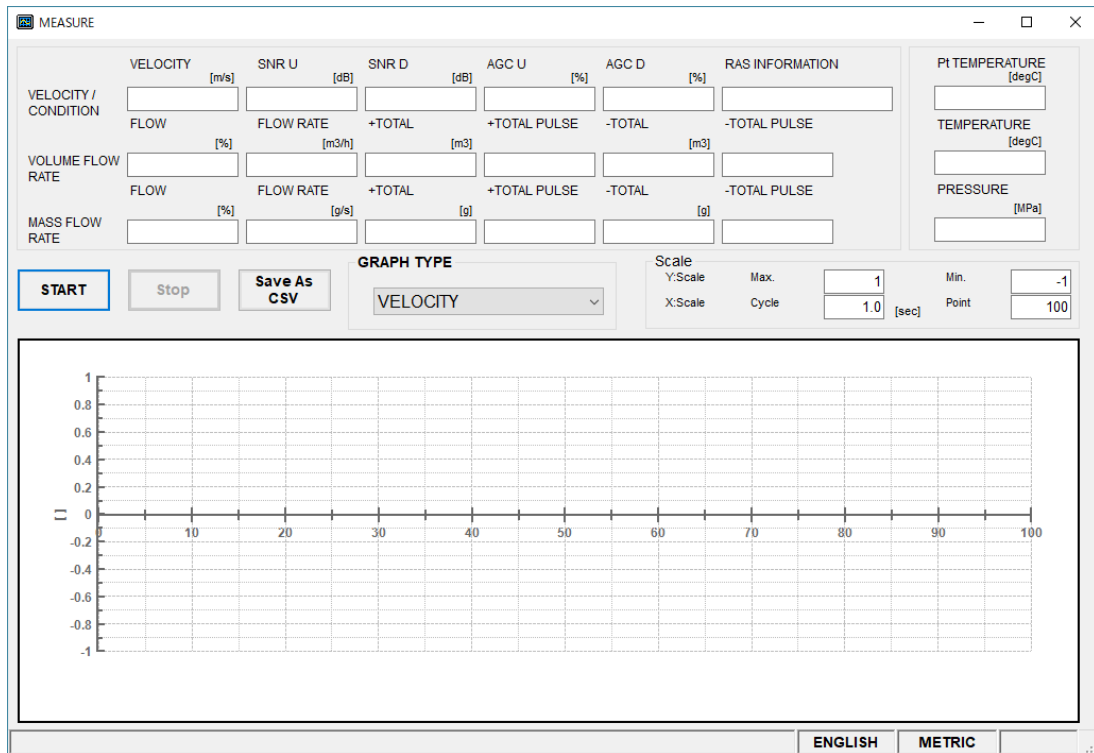 MEASURE
VELOCITY SNR U SNR D AGC U AGC D RAS INFORMATION
[m/s] [dB] [dB] [%] [%]
VELOCITY /
CONDITION
FLOW FLOW RATE +TOTAL +TOTAL PULSE -TOTAL -TOTAL PULSE
[%] [m3/h] [m3] [m3]
VOLUME FLOW
RATE
FLOW FLOW RATE +TOTAL +TOTAL PULSE -TOTAL -TOTAL PULSE
[%] [g/s] [g] [g]
MASS FLOW
RATE
Pt TEMPERATURE
[degC]
TEMPERATURE
[degC]
PRESSURE
[MPa]
START
Stop
Save As
CSV
GRAPH TYPE
VELOCITY
Scale
Y:Scale Max. 1 Min. -1
X:Scale Cycle 1.0 [sec] Point 100
1
0.8
0.6
0.4
0.2
[ ] 0
0 10 20 30 40 50 60 70 80 90 100
-0.2
-0.4
-0.6
-0.8
-1
ENGLISH METRIC